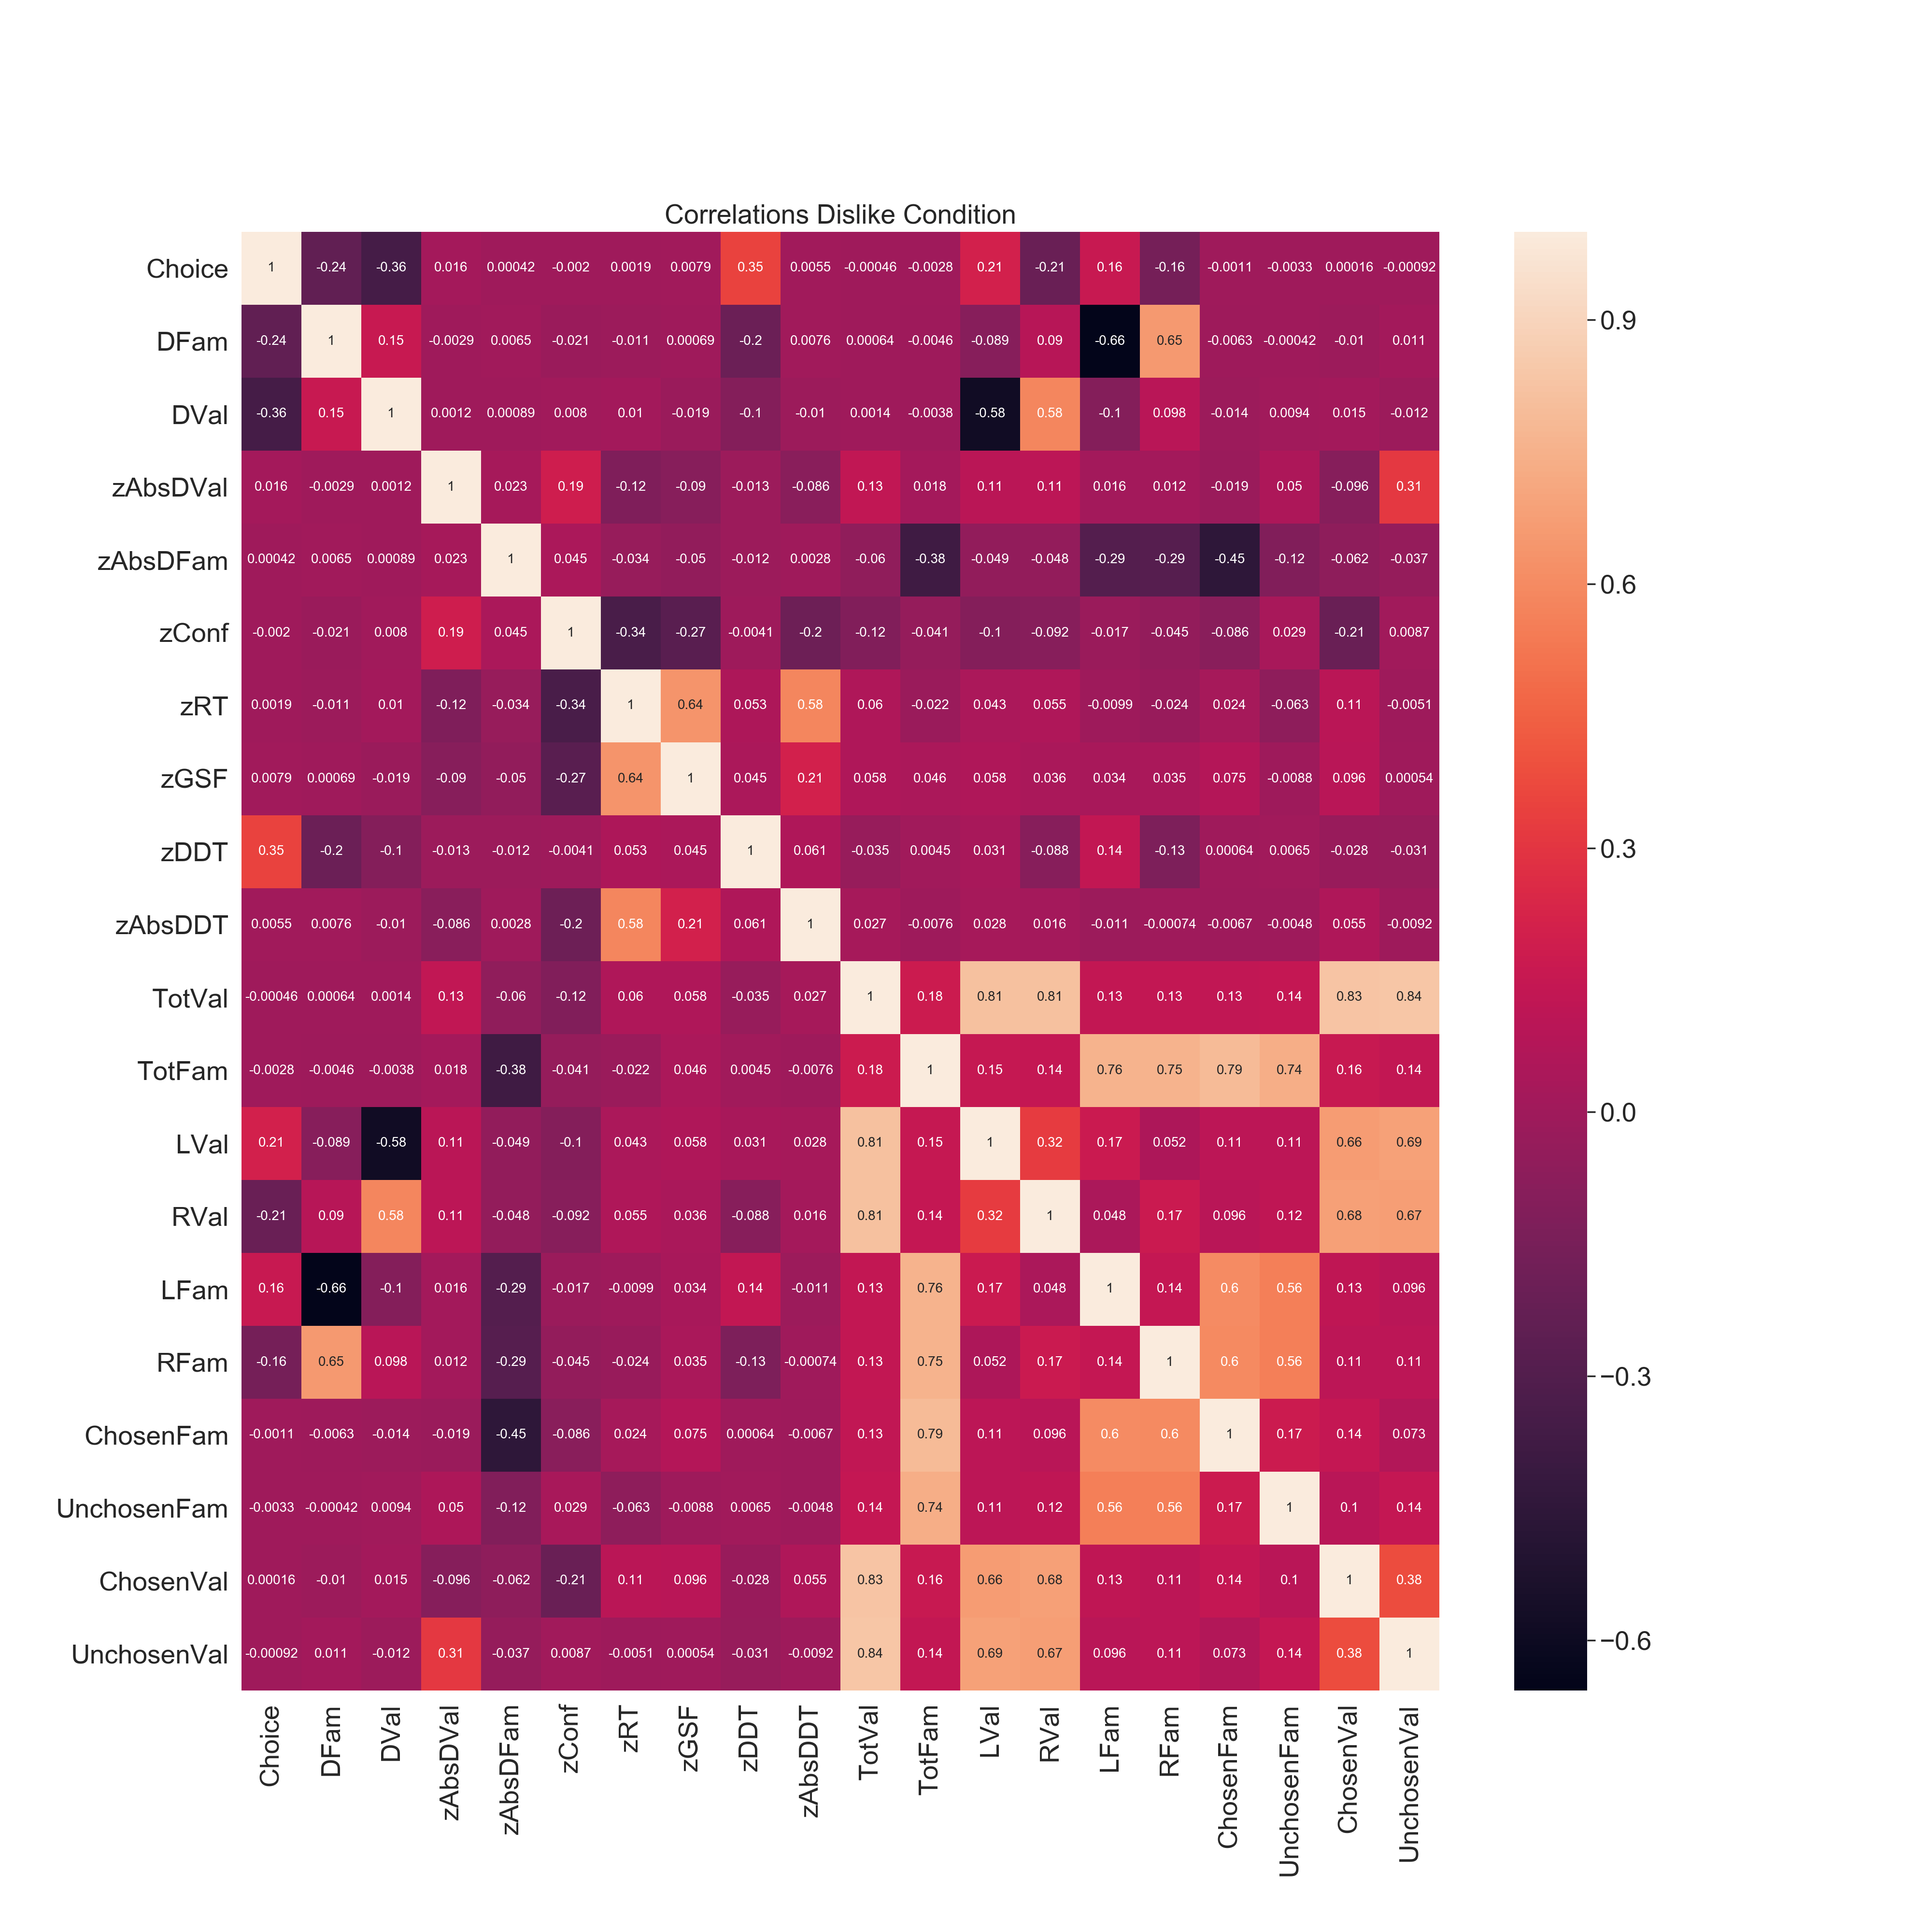 Correlations Dislike Condition
Choice 1 -0.24 -0.36 0.016 0.00042 -0.002 0.0019 0.0079 0.35 0.0055 -0.00046 -0.0028 0.21 -0.21 0.16 -0.16 -0.0011 -0.0033 0.00016 -0.00092
DFam -0.24 1 0.15 -0.0029 0.0065 -0.021 -0.011 0.00069 -0.2 0.0076 0.00064 -0.0046 -0.089 0.09 -0.66 0.65 -0.0063 -0.00042 -0.01 0.011
DVal -0.36 0.15 1 0.0012 0.00089 0.008 0.01 -0.019 -0.1 -0.01 0.0014 -0.0038 -0.58 0.58 -0.1 0.098 -0.014 0.0094 0.015 -0.012
zAbsDVal 0.016 -0.0029 0.0012 1 0.023 0.19 -0.12 -0.09 -0.013 -0.086 0.13 0.018 0.11 0.11 0.016 0.012 -0.019 0.05 -0.096 0.31
zAbsDFam 0.00042 0.0065 0.00089 0.023 1 0.045 -0.034 -0.05 -0.012 0.0028 -0.06 -0.38 -0.049 -0.048 -0.29 -0.29 -0.45 -0.12 -0.062 -0.037
zConf -0.002 -0.021 0.008 0.19 0.045 1 -0.34 -0.27 -0.0041 -0.2 -0.12 -0.041 -0.1 -0.092 -0.017 -0.045 -0.086 0.029 -0.21 0.0087
zRT 0.0019 -0.011 0.01 -0.12 -0.034 -0.34 1 0.64 0.053 0.58 0.06 -0.022 0.043 0.055 -0.0099 -0.024 0.024 -0.063 0.11 -0.0051
zGSF 0.0079 0.00069 -0.019 -0.09 -0.05 -0.27 0.64 1 0.045 0.21 0.058 0.046 0.058 0.036 0.034 0.035 0.075 -0.0088 0.096 0.00054
zDDT 0.35 -0.2 -0.1 -0.013 -0.012 -0.0041 0.053 0.045 1 0.061 -0.035 0.0045 0.031 -0.088 0.14 -0.13 0.00064 0.0065 -0.028 -0.031
zAbsDDT 0.0055 0.0076 -0.01 -0.086 0.0028 -0.2 0.58 0.21 0.061 1 0.027 -0.0076 0.028 0.016 -0.011 -0.00074 -0.0067 -0.0048 0.055 -0.0092
TotVal -0.00046 0.00064 0.0014 0.13 -0.06 -0.12 0.06 0.058 -0.035 0.027 1 0.18 0.81 0.81 0.13 0.13 0.13 0.14 0.83 0.84
TotFam -0.0028 -0.0046 -0.0038 0.018 -0.38 -0.041 -0.022 0.046 0.0045 -0.0076 0.18 1 0.15 0.14 0.76 0.75 0.79 0.74 0.16 0.14
LVal 0.21 -0.089 -0.58 0.11 -0.049 -0.1 0.043 0.058 0.031 0.028 0.81 0.15 1 0.32 0.17 0.052 0.11 0.11 0.66 0.69
RVal -0.21 0.09 0.58 0.11 -0.048 -0.092 0.055 0.036 -0.088 0.016 0.81 0.14 0.32 1 0.048 0.17 0.096 0.12 0.68 0.67
LFam 0.16 -0.66 -0.1 0.016 -0.29 -0.017 -0.0099 0.034 0.14 -0.011 0.13 0.76 0.17 0.048 1 0.14 0.6 0.56 0.13 0.096
RFam -0.16 0.65 0.098 0.012 -0.29 -0.045 -0.024 0.035 -0.13 -0.00074 0.13 0.75 0.052 0.17 0.14 1 0.6 0.56 0.11 0.11
ChosenFam -0.0011 -0.0063 -0.014 -0.019 -0.45 -0.086 0.024 0.075 0.00064 -0.0067 0.13 0.79 0.11 0.096 0.6 0.6 1 0.17 0.14 0.073
UnchosenFam -0.0033 -0.00042 0.0094 0.05 -0.12 0.029 -0.063 -0.0088 0.0065 -0.0048 0.14 0.74 0.11 0.12 0.56 0.56 0.17 1 0.1 0.14
ChosenVal 0.00016 -0.01 0.015 -0.096 -0.062 -0.21 0.11 0.096 -0.028 0.055 0.83 0.16 0.66 0.68 0.13 0.11 0.14 0.1 1 0.38
UnchosenVal -0.00092 0.011 -0.012 0.31 -0.037 0.0087 -0.0051 0.00054 -0.031 -0.0092 0.84 0.14 0.69 0.67 0.096 0.11 0.073 0.14 0.38 1
Choice DFam DVal zAbsDVal zAbsDFam zConf zRT zGSF zDDT zAbsDDT TotVal TotFam LVal RVal LFam RFam ChosenFam UnchosenFam ChosenVal UnchosenVal
0.9
0.6
0.3
0.0
−0.3
−0.6